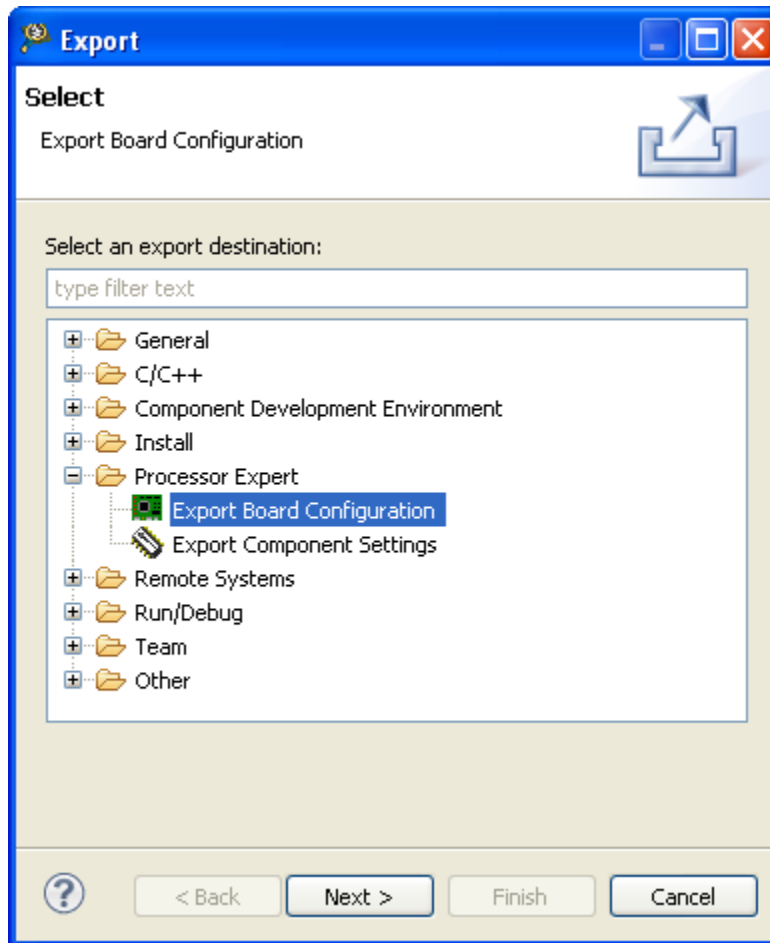 Export
Select
Export Board Configuration
Select an export destination:
type filter text
General
C/C++
Component Development Environment
Install
Processor Expert
Export Board Configuration
Export Component Settings
Remote Systems
Run/Debug
Team
Other
? < Back Next > Finish Cancel